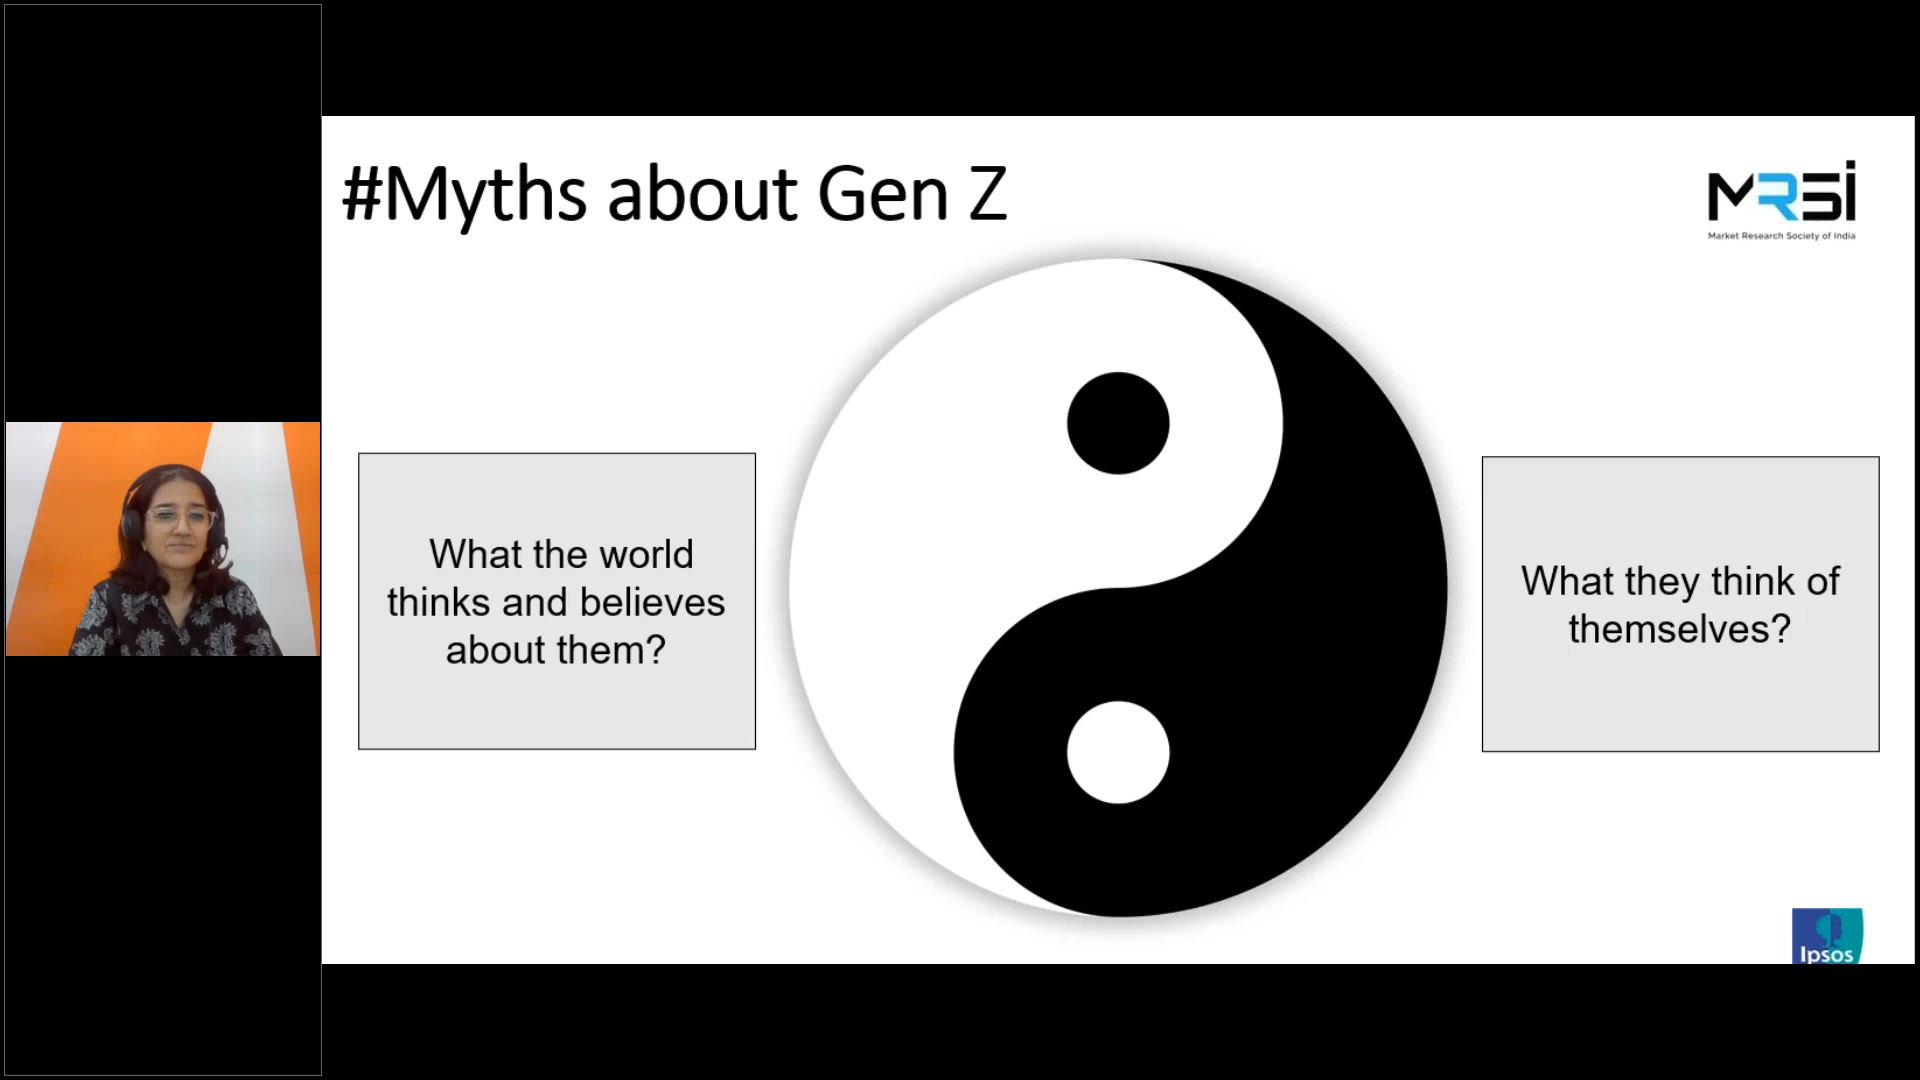 #Myths about Gen Z
MRSI
Market Research Society of India
What the world
thinks and believes
about them?
What they think of
themselves?
Ipsos